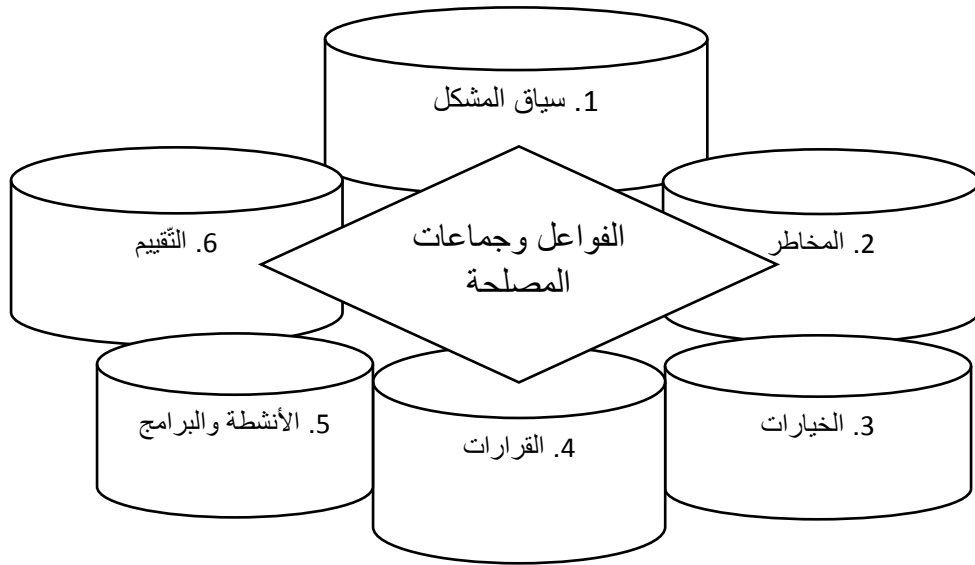 1. سياق المشكل
2. المخاطر
3. الخيارات
4. القرارات
5. الأنشطة والبرامج
6. التّقييم
الفواعل وجماعات
المصلحة